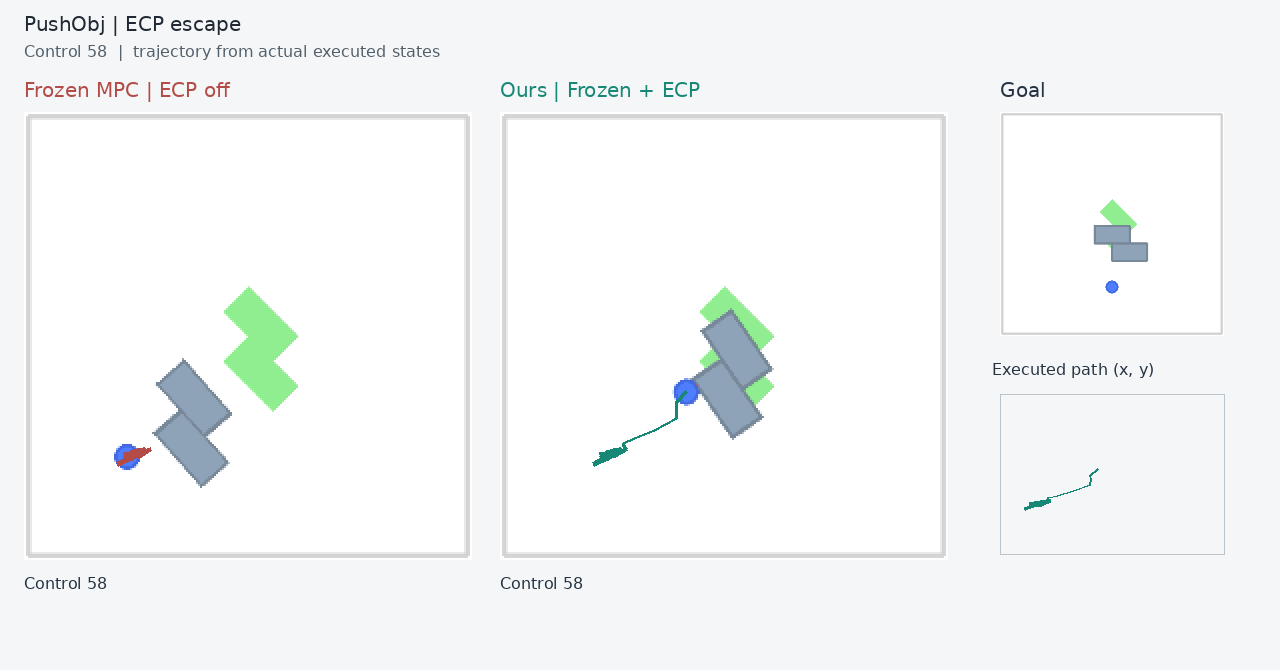 PushObj | ECP escape
Control 58 | trajectory from actual executed states
Frozen MPC | ECP off
Ours | Frozen + ECP
Goal
Executed path (x, y)
Control 58
Control 58